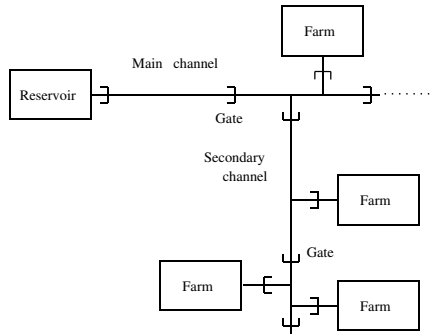 Farm
Main channel
Reservoir
Gate
Secondary
channel
Farm
Gate
Farm
Farm